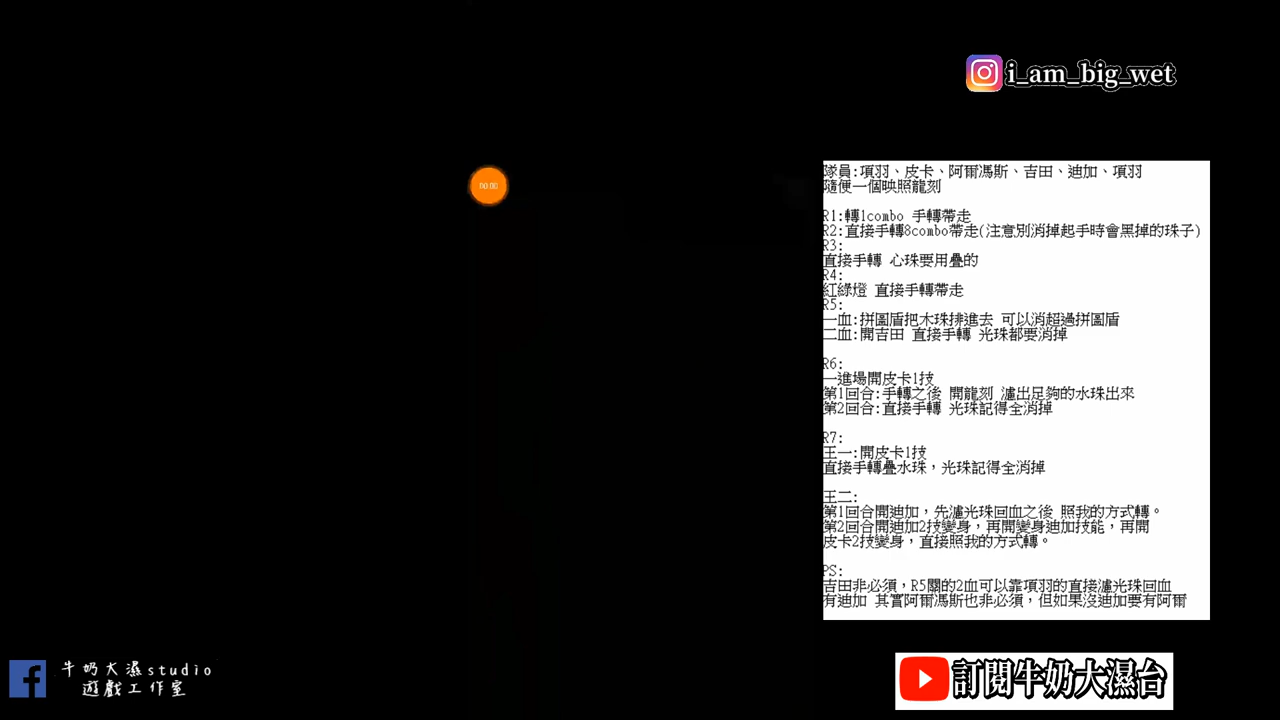 i_am_big_wet
00:00
隊員:項羽、皮卡、阿爾馮斯、吉田、迪加、項羽
隨便一個映照龍刻
R1:轉1combo 手轉帶走
R2:直接手轉8combo帶走(注意別消掉起手時會黑掉的珠子)
R3:
直接手轉 心珠要用疊的
R4:
紅綠燈 直接手轉帶走
R5:
一血:拼圖盾把木珠排進去 可以消超過拼圖盾
二血:開吉田 直接手轉 光珠都要消掉
R6:
一進場開皮卡1技
第1回合:手轉之後 開龍刻 瀘出足夠的水珠出來
第2回合:直接手轉 光珠記得全消掉
R7:
王一:開皮卡1技
直接手轉疊水珠，光珠記得全消掉
王二:
第1回合開迪加，先瀘光珠回血之後 照我的方式轉。
第2回合開迪加2技變身，再開變身迪加技能，再開
皮卡2技變身，直接照我的方式轉。
PS:
吉田非必須，R5關的2血可以靠項羽的直接瀘光珠回血
有迪加 其實阿爾馮斯也非必須，但如果沒迪加要有阿爾
牛奶大濕studio
遊戲工作室
訂閱牛奶大濕台